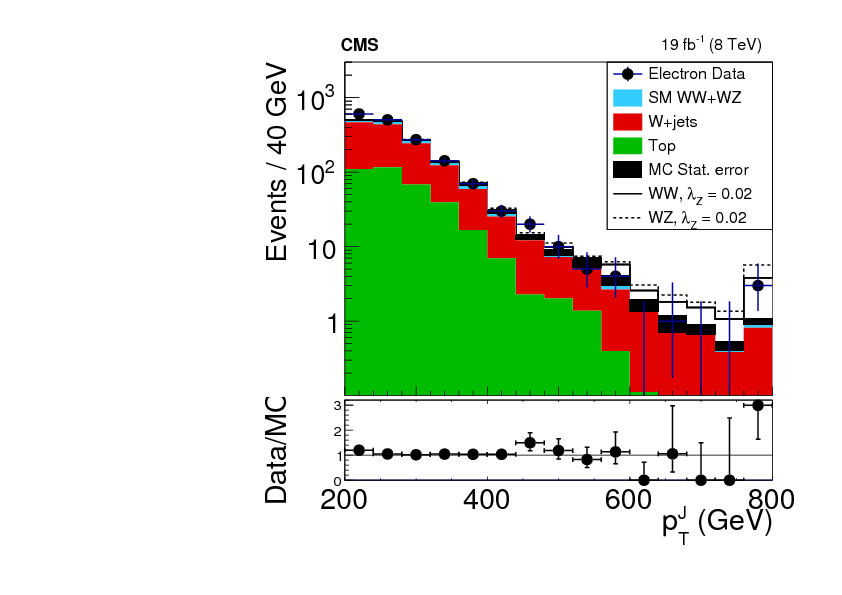 CMS 19 fb⁻¹ (8 TeV)
Events / 40 GeV
10³
10²
10
1
Electron Data
SM WW+WZ
W+jets
Top
MC Stat. error
WW, λ_Z = 0.02
WZ, λ_Z = 0.02
Data/MC
3
2
1
0
200 400 600 800
p_T^J (GeV)